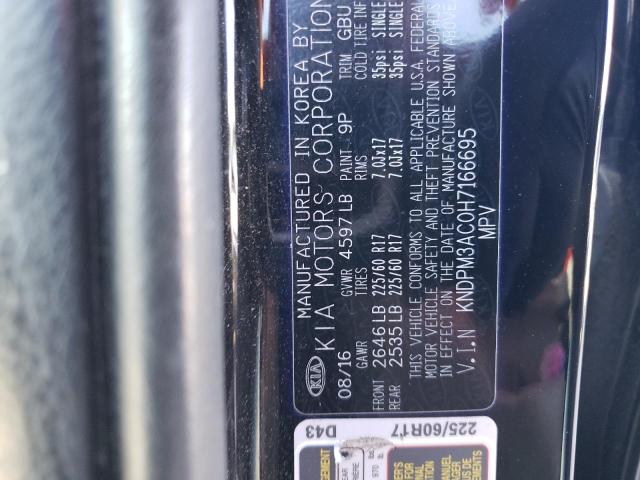 MANUFACTURED IN KOREA BY
KIA MOTORS CORPORATION
KIA
08/16 GVWR 4597 LB PAINT: 9P TRIM GBU
GAWR TIRES RIMS COLD TIRE INF
FRONT 2646 LB 225/60 R17 7.0Jx17 35psi SINGLE
REAR 2535 LB 225/60 R17 7.0Jx17 35psi SINGLE
THIS VEHICLE CONFORMS TO ALL APPLICABLE U.S.A. FEDERAL
MOTOR VEHICLE SAFETY AND THEFT PREVENTION STANDARDS
IN EFFECT ON THE DATE OF MANUFACTURE SHOWN ABOVE
V.I.N KNDPM3AC0H7166695
MPV
D43
225/60R17
970
MANUEL